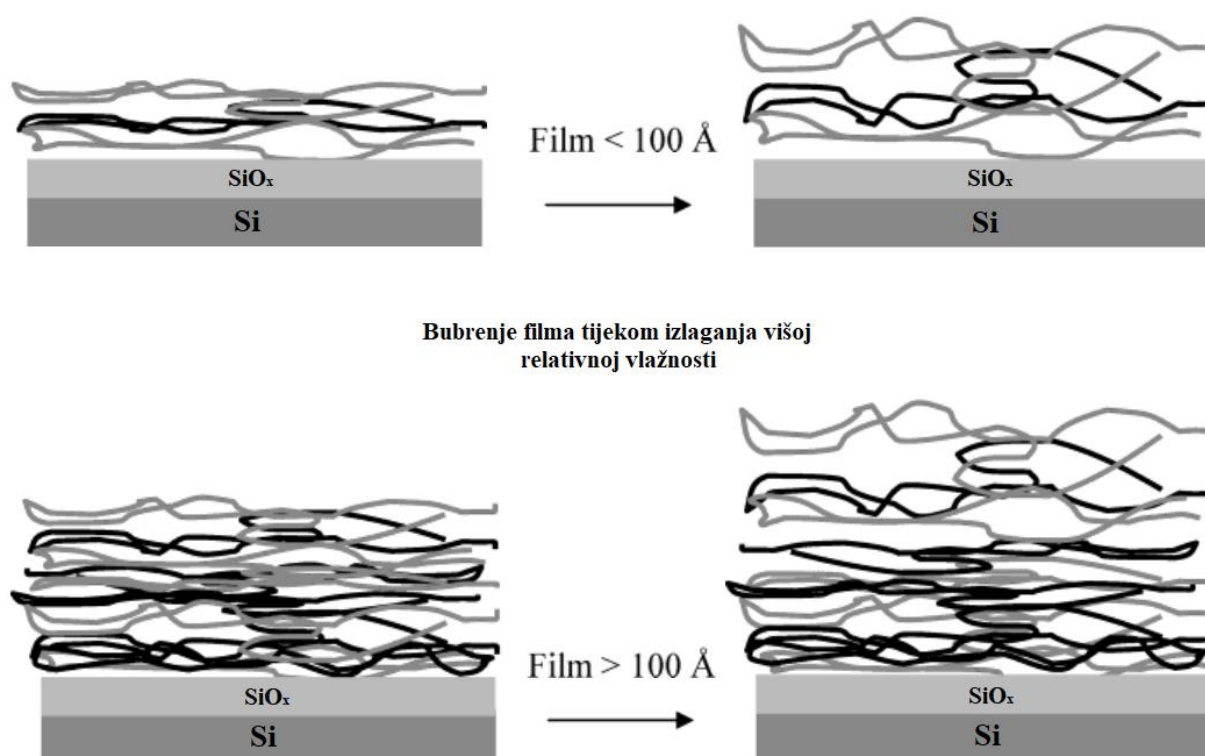 Film < 100 Å
SiOₓ
Si
SiOₓ
Si
Bubrenje filma tijekom izlaganja višoj
relativnoj vlažnosti
Film > 100 Å
SiOₓ
Si
SiOₓ
Si